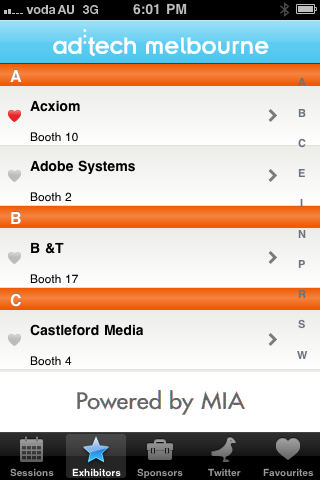 voda AU 3G 6:01 PM
ad:tech melbourne
A
A
Acxiom
Booth 10
B
C
Adobe Systems
Booth 2
E
I
B
N
B &T
Booth 17
P
C
R
Castleford Media
Booth 4
S
W
Powered by MIA
Sessions Exhibitors Sponsors Twitter Favourites